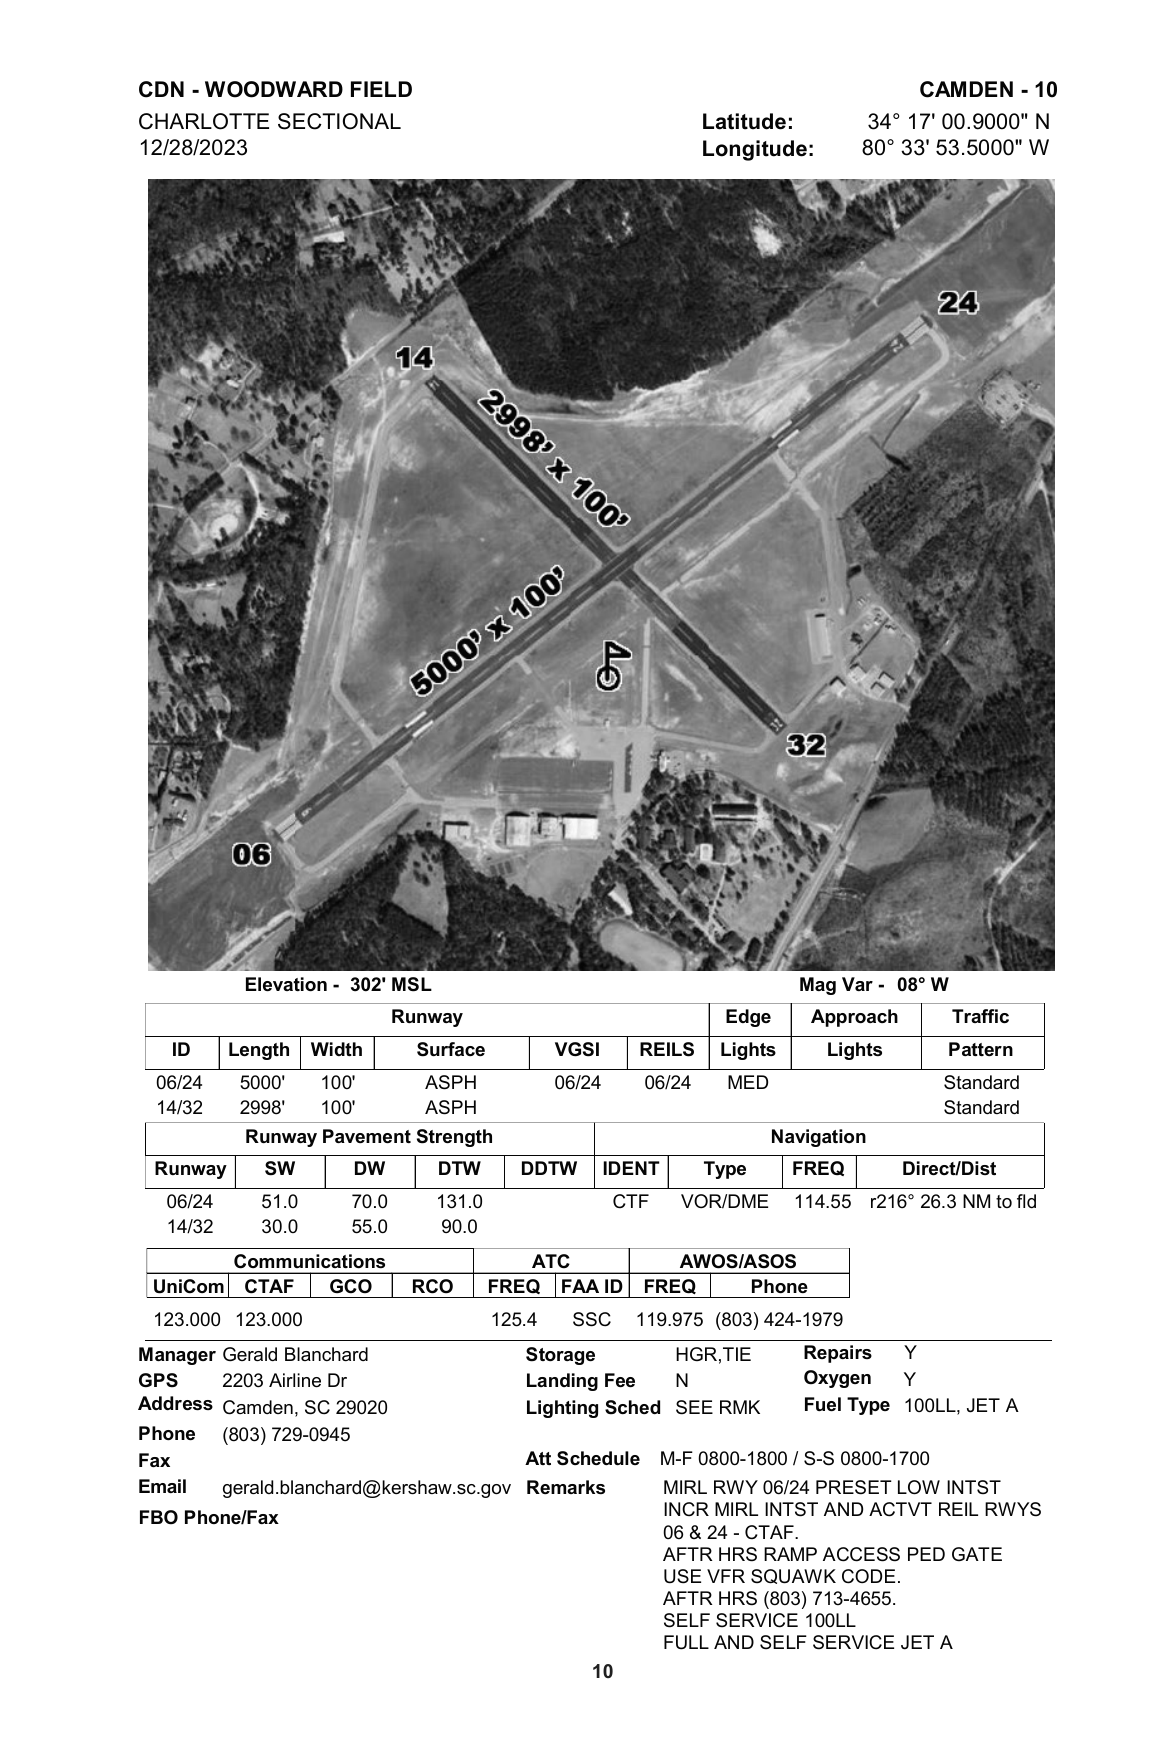 CDN - WOODWARD FIELD CAMDEN - 10
CHARLOTTE SECTIONAL Latitude: 34° 17' 00.9000" N
12/28/2023 Longitude: 80° 33' 53.5000" W
24
14
2998' x 100'
5000' x 100'
32
06
Elevation - 302' MSL Mag Var - 08° W
Runway Edge Approach Traffic
ID Length Width Surface VGSI REILS Lights Lights Pattern
06/24 5000' 100' ASPH 06/24 06/24 MED Standard
14/32 2998' 100' ASPH Standard
Runway Pavement Strength Navigation
Runway SW DW DTW DDTW IDENT Type FREQ Direct/Dist
06/24 51.0 70.0 131.0 CTF VOR/DME 114.55 r216° 26.3 NM to fld
14/32 30.0 55.0 90.0
Communications ATC AWOS/ASOS
UniCom CTAF GCO RCO FREQ FAA ID FREQ Phone
123.000 123.000 125.4 SSC 119.975 (803) 424-1979
Manager Gerald Blanchard Storage HGR,TIE Repairs Y
GPS 2203 Airline Dr Landing Fee N Oxygen Y
Address Camden, SC 29020 Lighting Sched SEE RMK Fuel Type 100LL, JET A
Phone (803) 729-0945
Fax Att Schedule M-F 0800-1800 / S-S 0800-1700
Email gerald.blanchard@kershaw.sc.gov Remarks MIRL RWY 06/24 PRESET LOW INTST
INCR MIRL INTST AND ACTVT REIL RWYS
FBO Phone/Fax
06 & 24 - CTAF.
AFTR HRS RAMP ACCESS PED GATE
USE VFR SQUAWK CODE.
AFTR HRS (803) 713-4655.
SELF SERVICE 100LL
FULL AND SELF SERVICE JET A
10